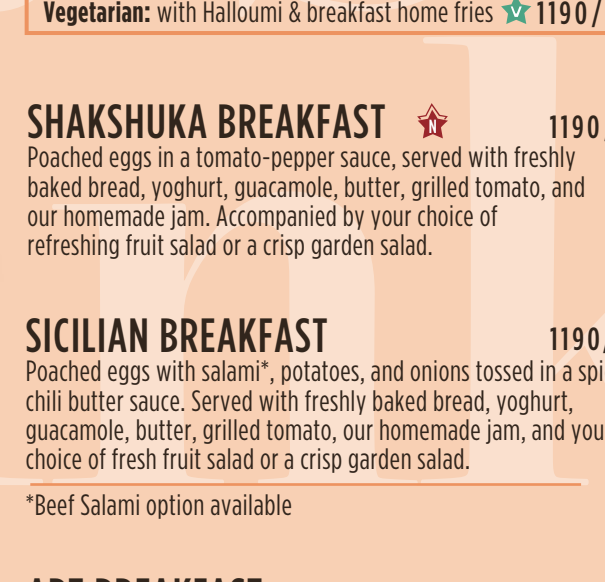 Vegetarian: with Halloumi & breakfast home fries V 1190/
SHAKSHUKA BREAKFAST N 1190
Poached eggs in a tomato-pepper sauce, served with freshly
baked bread, yoghurt, guacamole, butter, grilled tomato, and
our homemade jam. Accompanied by your choice of
refreshing fruit salad or a crisp garden salad.
SICILIAN BREAKFAST 1190/
Poached eggs with salami*, potatoes, and onions tossed in a spi
chili butter sauce. Served with freshly baked bread, yoghurt,
guacamole, butter, grilled tomato, our homemade jam, and you
choice of fresh fruit salad or a crisp garden salad.
*Beef Salami option available